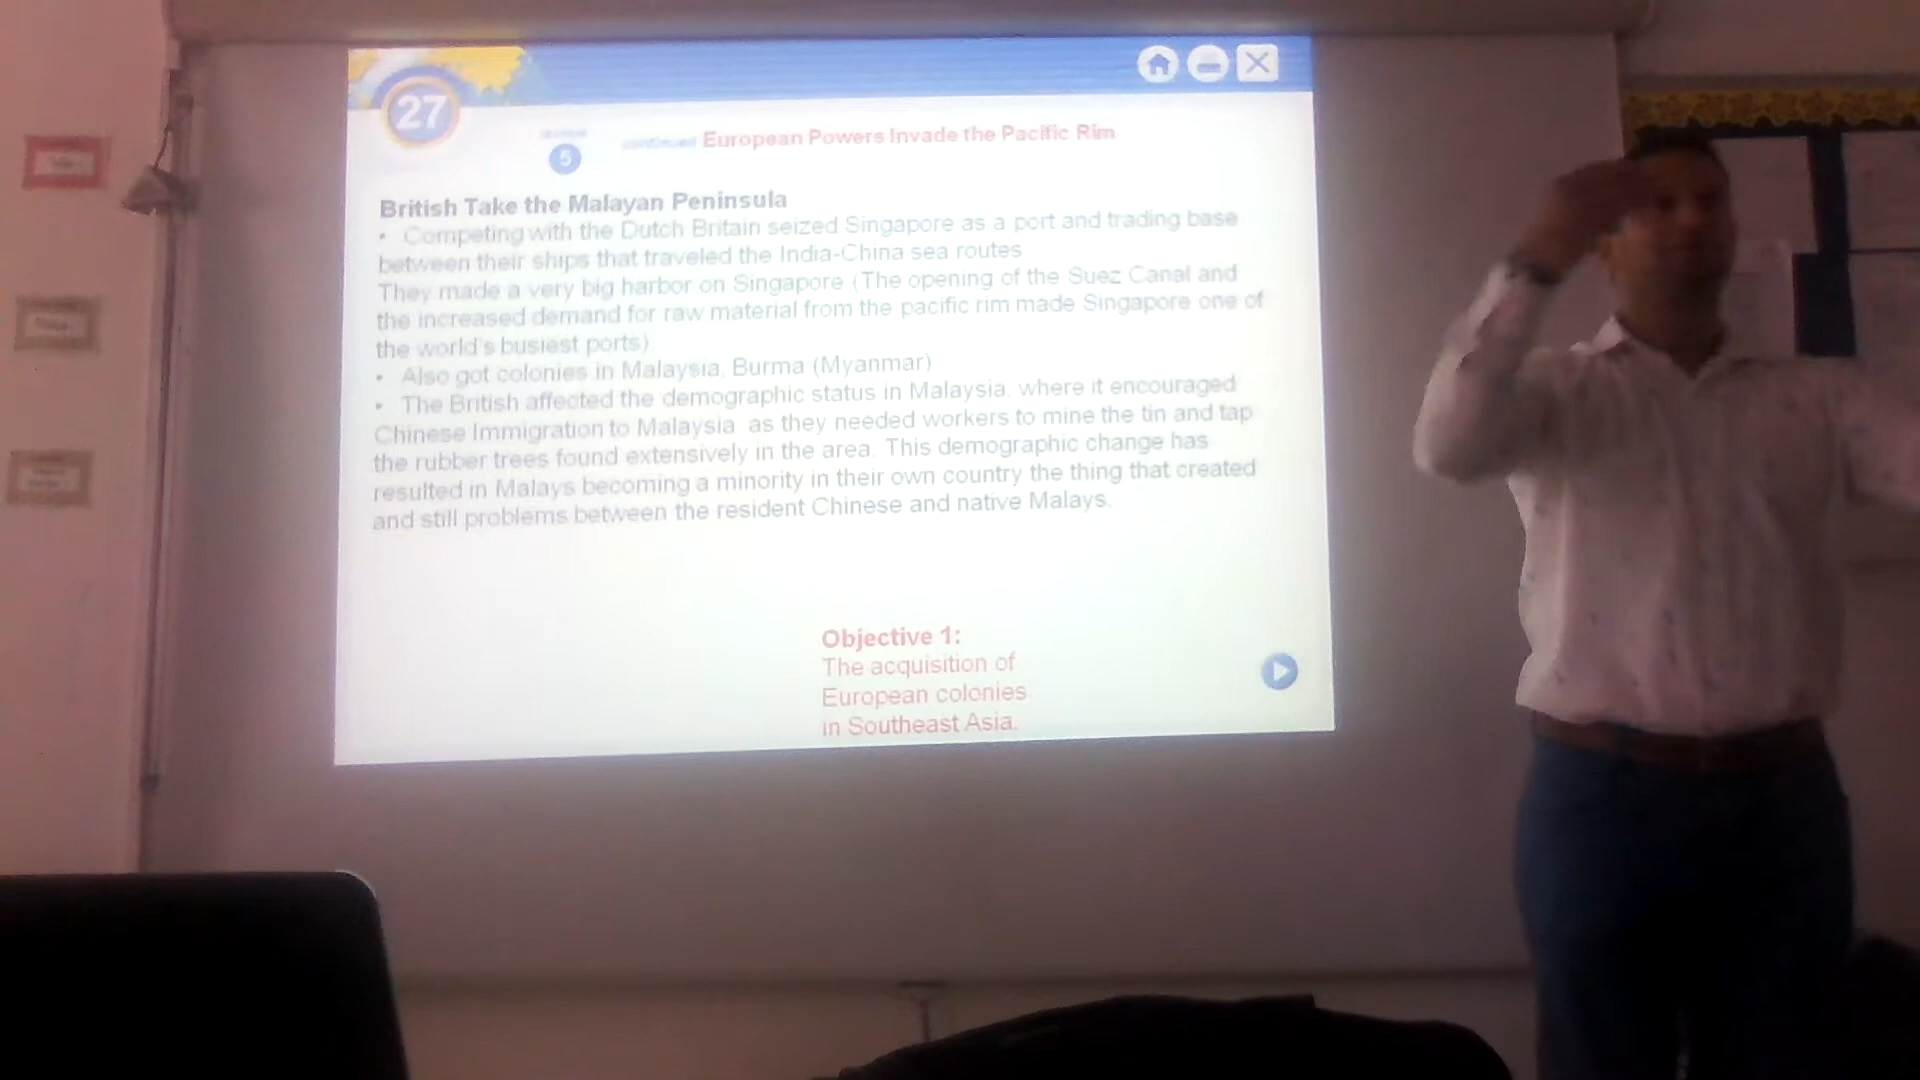 27
5
continued European Powers Invade the Pacific Rim
British Take the Malayan Peninsula
• Competing with the Dutch Britain seized Singapore as a port and trading base
between their ships that traveled the India-China sea routes
They made a very big harbor on Singapore (The opening of the Suez Canal and
the increased demand for raw material from the pacific rim made Singapore one of
the world's busiest ports)
• Also got colonies in Malaysia, Burma (Myanmar)
• The British affected the demographic status in Malaysia, where it encouraged
Chinese Immigration to Malaysia as they needed workers to mine the tin and tap
the rubber trees found extensively in the area. This demographic change has
resulted in Malays becoming a minority in their own country the thing that created
and still problems between the resident Chinese and native Malays.
Objective 1:
The acquisition of
European colonies
in Southeast Asia.